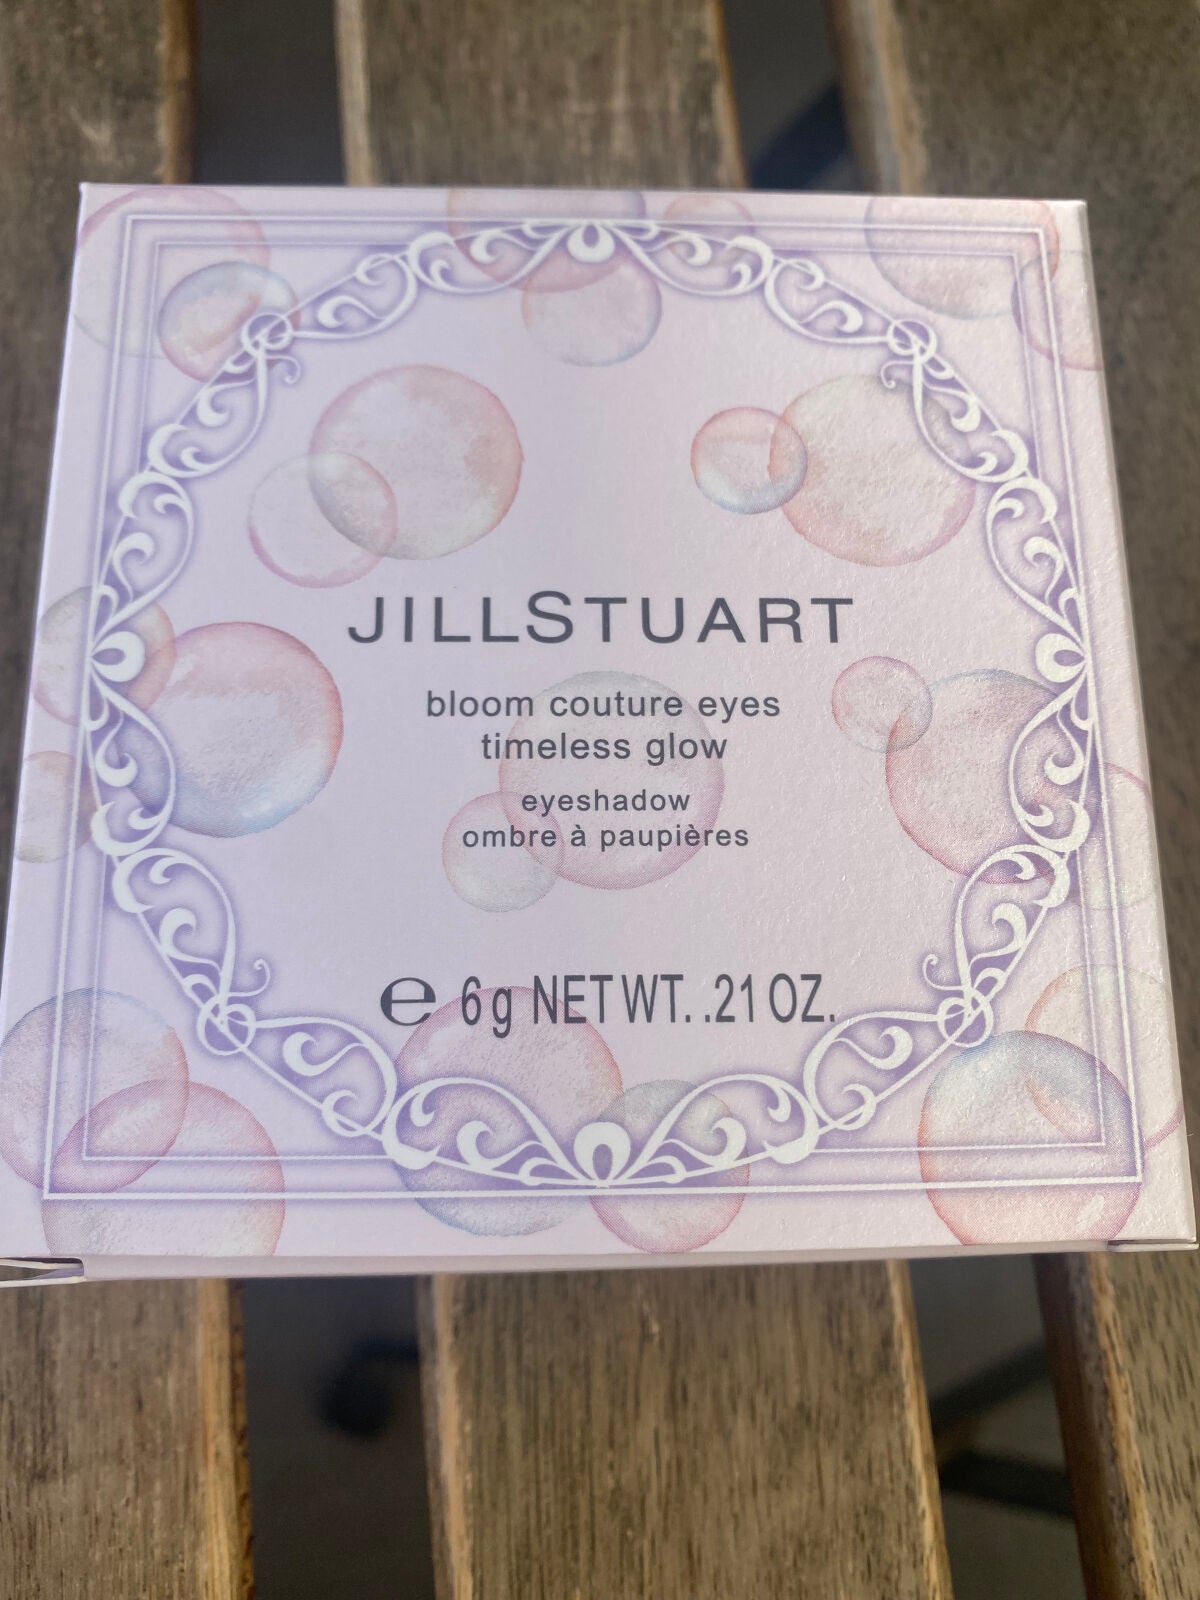 JILLSTUART
bloom couture eyes
timeless glow
eyeshadow
ombre à paupières
℮ 6g NET WT. .21 OZ.